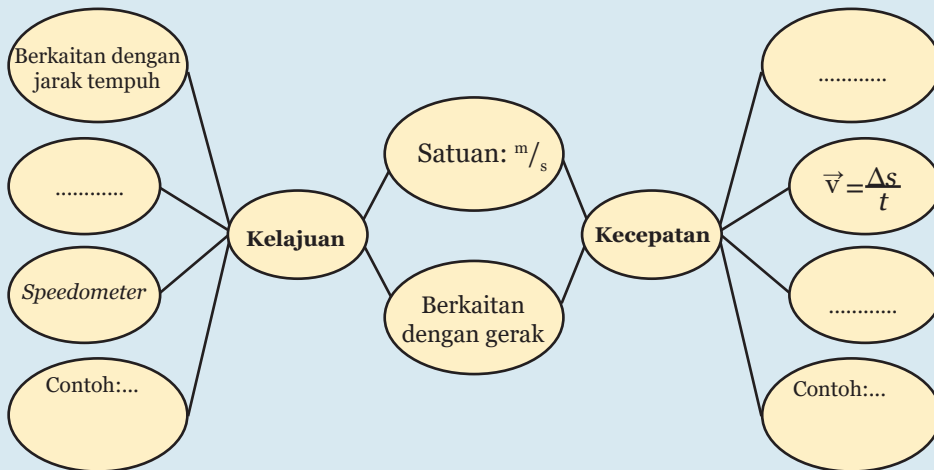 Berkaitan dengan
jarak tempuh
............
Speedometer
Contoh:...
Kelajuan
Satuan: m/s
Berkaitan
dengan gerak
Kecepatan
............
v⃗ = Δs/t
............
Contoh:...